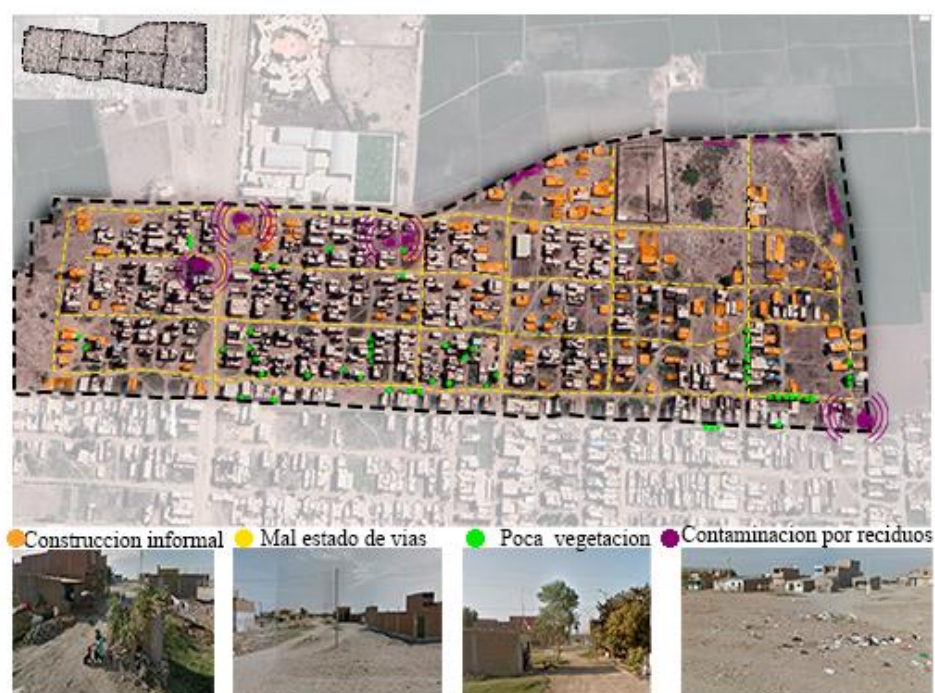 Construccion informal
Mal estado de vias
Poca vegetacion
Contaminacion por reciduos